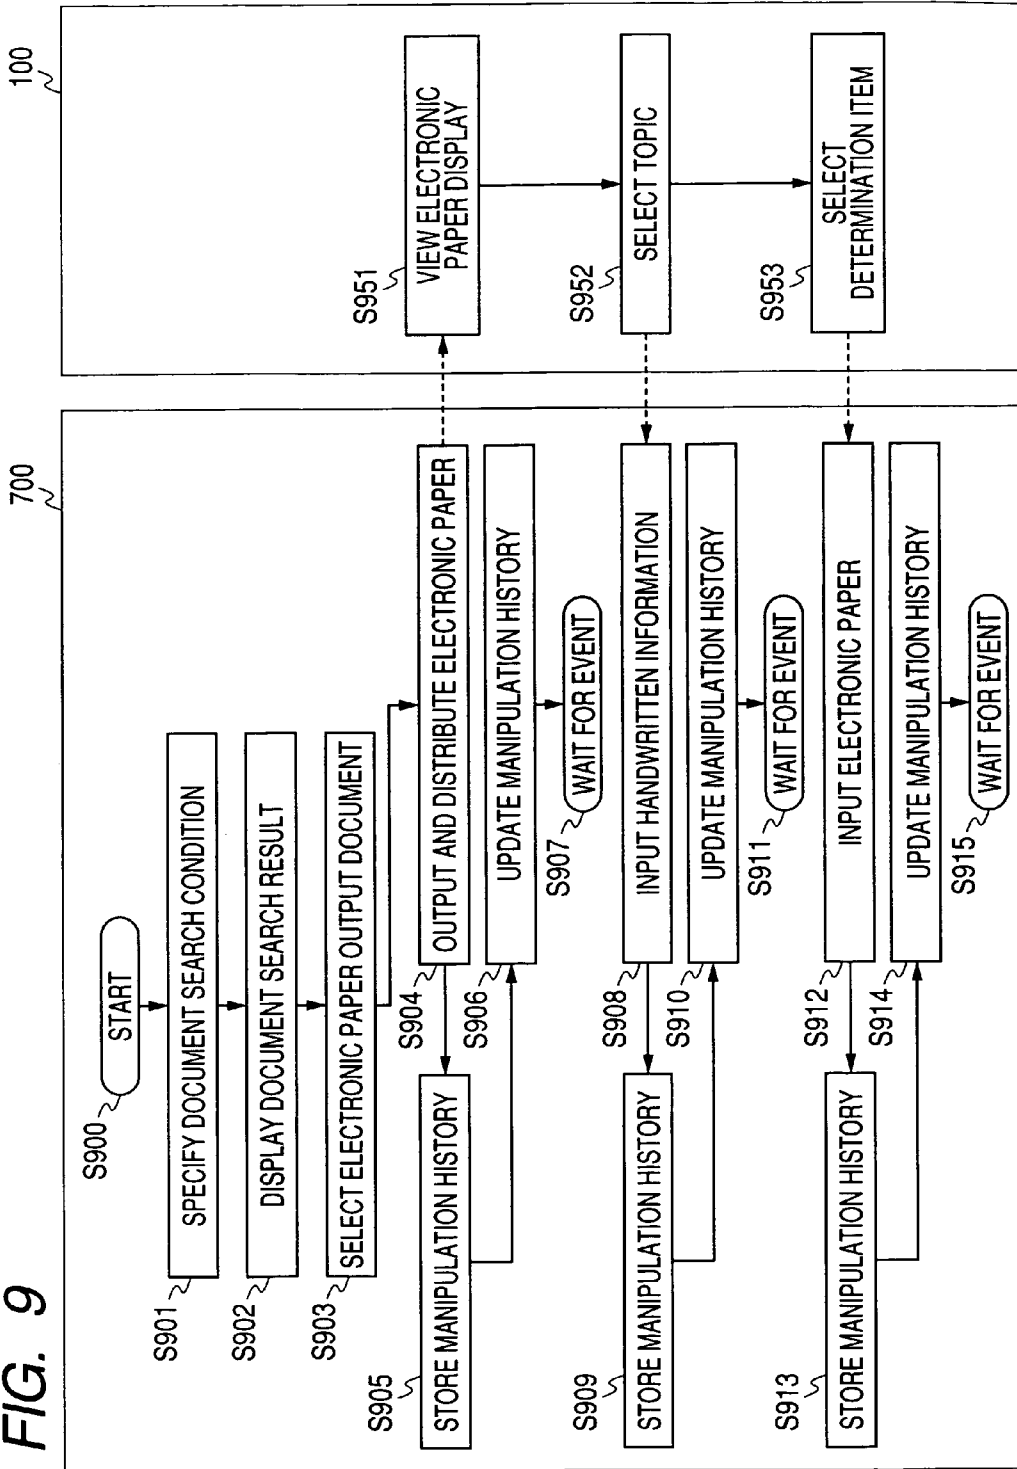 FIG. 9
700
100
S900
START
S901
SPECIFY DOCUMENT SEARCH CONDITION
S902
DISPLAY DOCUMENT SEARCH RESULT
S903
SELECT ELECTRONIC PAPER OUTPUT DOCUMENT
S904
OUTPUT AND DISTRIBUTE ELECTRONIC PAPER
S951
VIEW ELECTRONIC
PAPER DISPLAY
S905
STORE MANIPULATION HISTORY
S906
UPDATE MANIPULATION HISTORY
S907
WAIT FOR EVENT
S952
SELECT TOPIC
S908
INPUT HANDWRITTEN INFORMATION
S909
STORE MANIPULATION HISTORY
S910
UPDATE MANIPULATION HISTORY
S911
WAIT FOR EVENT
S953
SELECT
DETERMINATION ITEM
S912
INPUT ELECTRONIC PAPER
S913
STORE MANIPULATION HISTORY
S914
UPDATE MANIPULATION HISTORY
S915
WAIT FOR EVENT